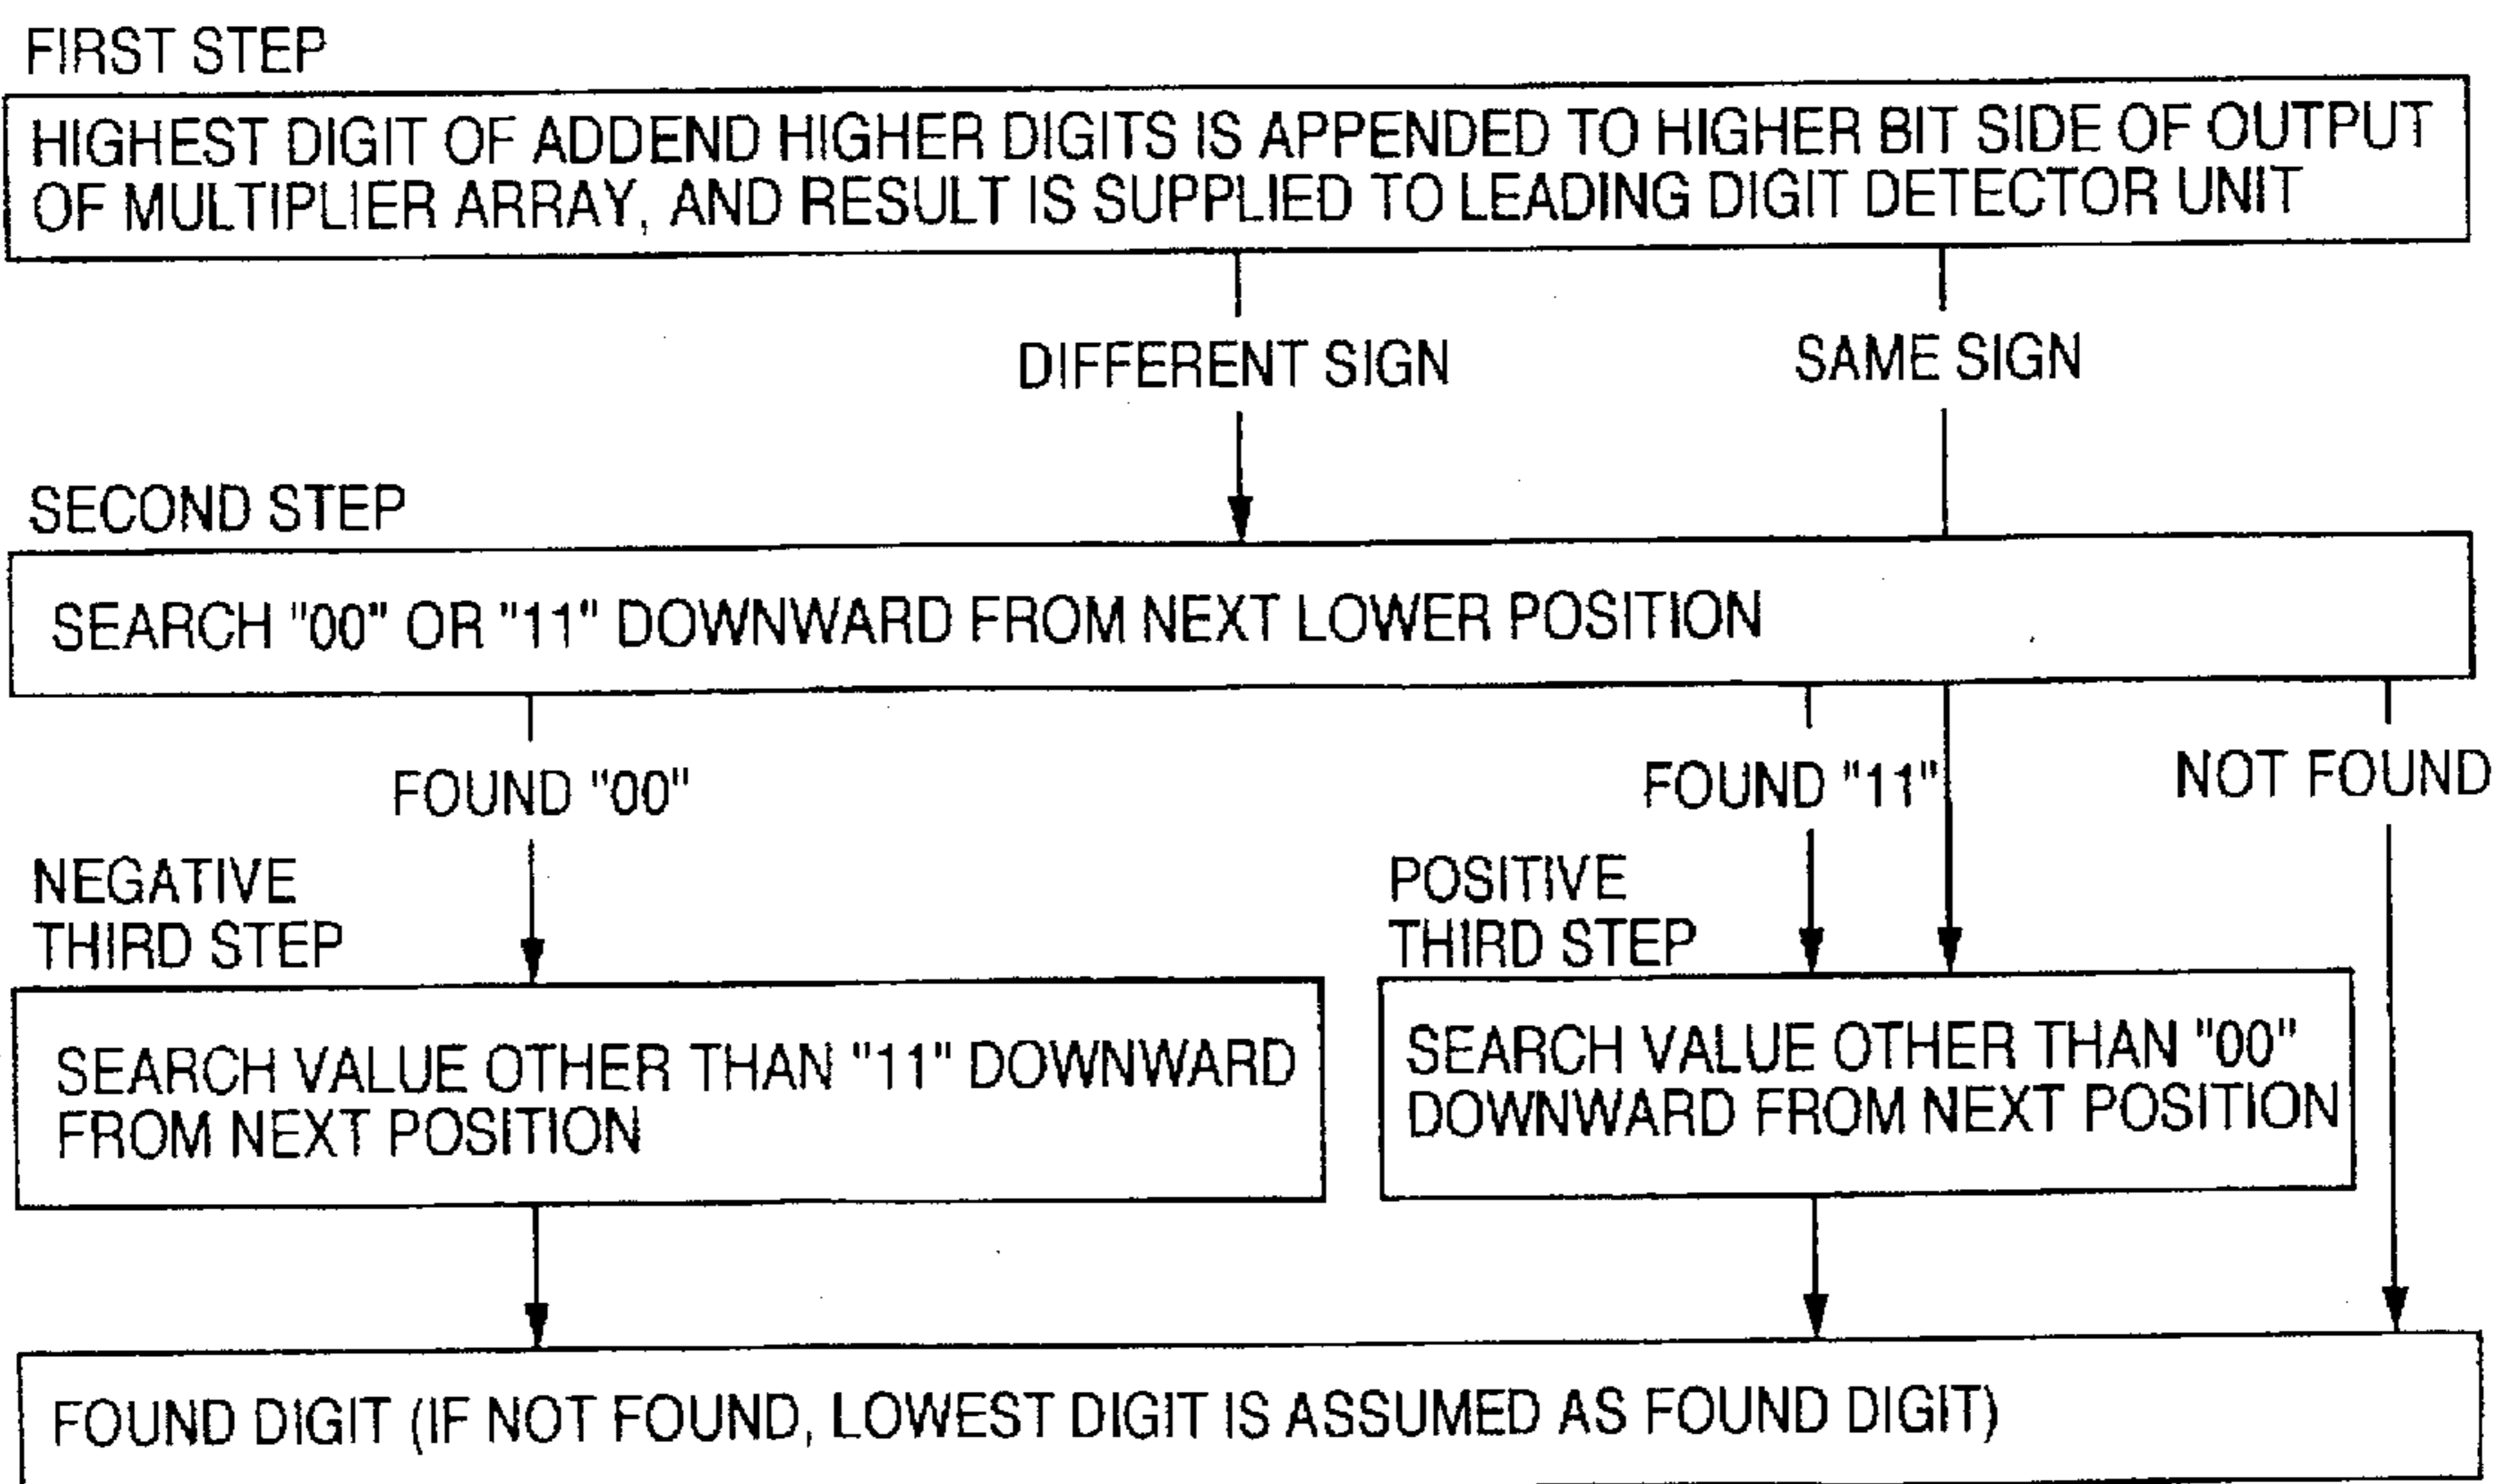 FIRST STEP
HIGHEST DIGIT OF ADDEND HIGHER DIGITS IS APPENDED TO HIGHER BIT SIDE OF OUTPUT
OF MULTIPLIER ARRAY, AND RESULT IS SUPPLIED TO LEADING DIGIT DETECTOR UNIT
DIFFERENT SIGN
SAME SIGN
SECOND STEP
SEARCH "00" OR "11" DOWNWARD FROM NEXT LOWER POSITION
FOUND "00"
FOUND "11"
NOT FOUND
NEGATIVE
THIRD STEP
POSITIVE
THIRD STEP
SEARCH VALUE OTHER THAN "11" DOWNWARD
FROM NEXT POSITION
SEARCH VALUE OTHER THAN "00"
DOWNWARD FROM NEXT POSITION
FOUND DIGIT (IF NOT FOUND, LOWEST DIGIT IS ASSUMED AS FOUND DIGIT)